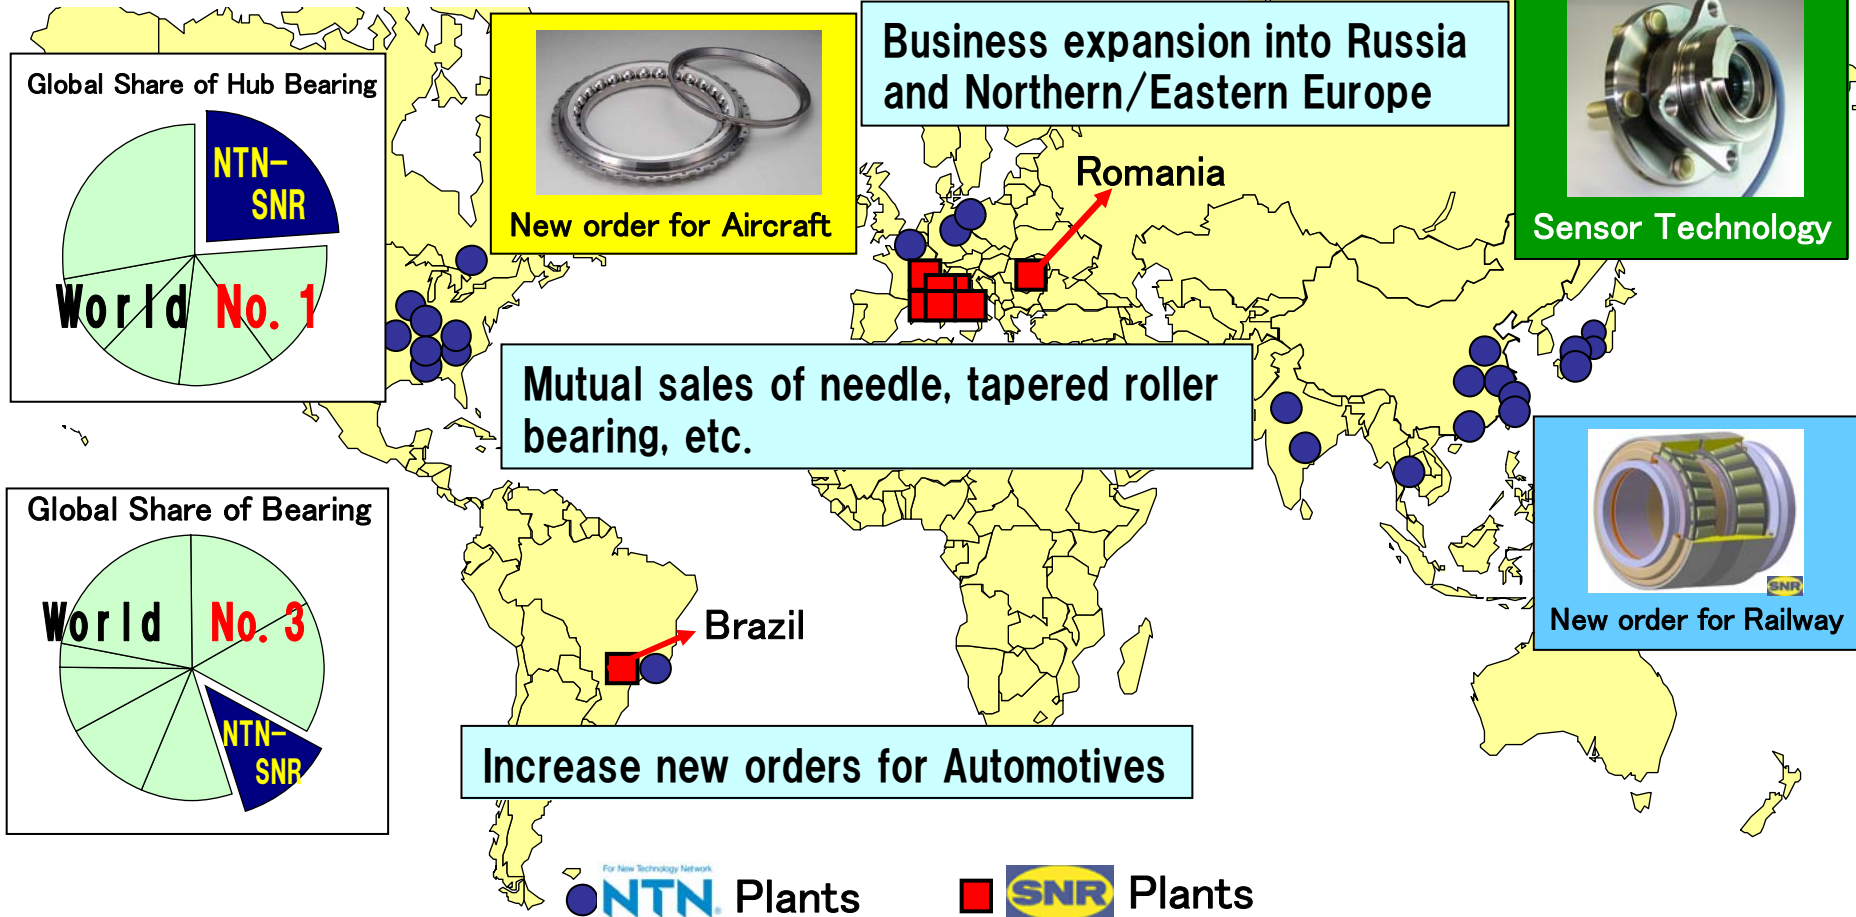 Global Share of Hub Bearing
NTN-
SNR
World No. 1
Global Share of Bearing
World No. 3
NTN-
SNR
New order for Aircraft
Business expansion into Russia
and Northern/Eastern Europe
Romania
Sensor Technology
Mutual sales of needle, tapered roller
bearing, etc.
SNR
New order for Railway
Brazil
Increase new orders for Automotives
For New Technology Network
NTN. Plants
SNR Plants